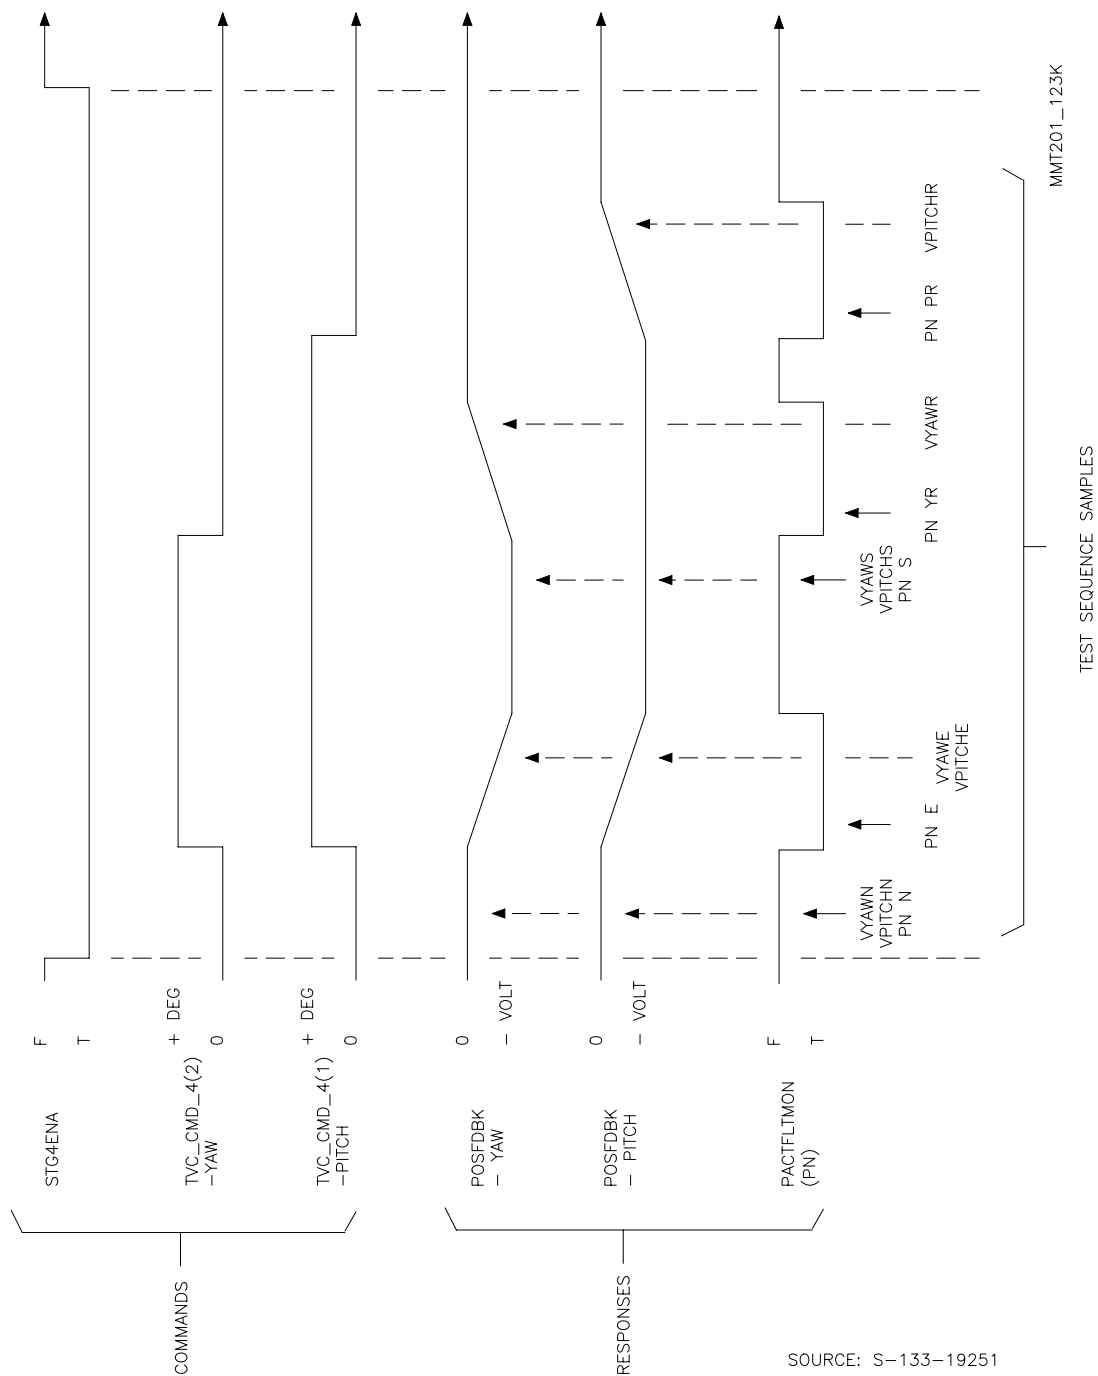 COMMANDS
STG4ENA
F
T
TVC_CMD_4(2)
-YAW
+ DEG
0
TVC_CMD_4(1)
-PITCH
+ DEG
0
RESPONSES
POSFDBK
- YAW
0
- VOLT
POSFDBK
- PITCH
0
- VOLT
PACTFLTMON
(PN)
F
T
VYAWN
VPITCHN
PN N
PN E
VYAWE
VPITCHE
VYAWS
VPITCHS
PN S
PN YR
VYAWR
PN PR
VPITCHR
TEST SEQUENCE SAMPLES
MMT201_123K
SOURCE: S-133-19251